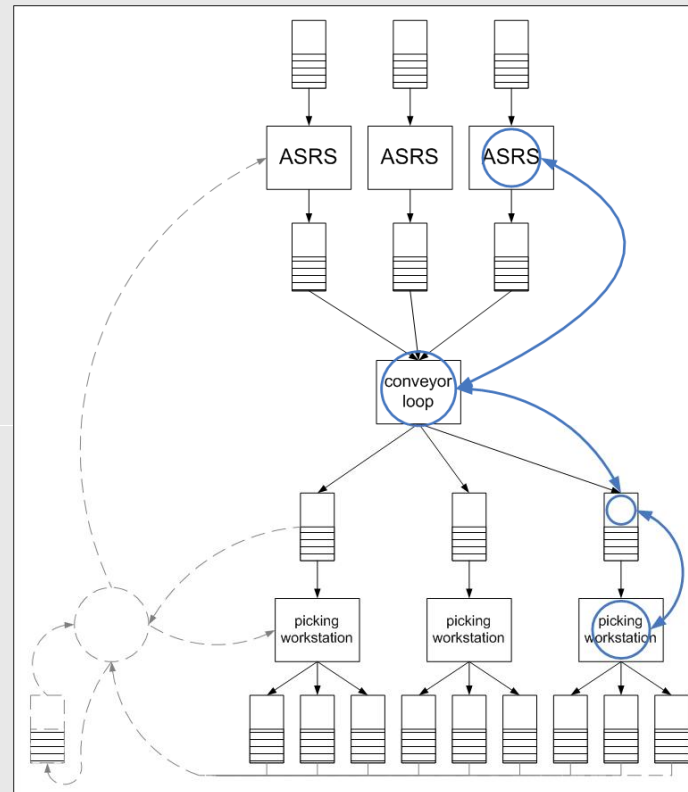 ASRS
ASRS
ASRS
conveyor
loop
picking
workstation
picking
workstation
picking
workstation